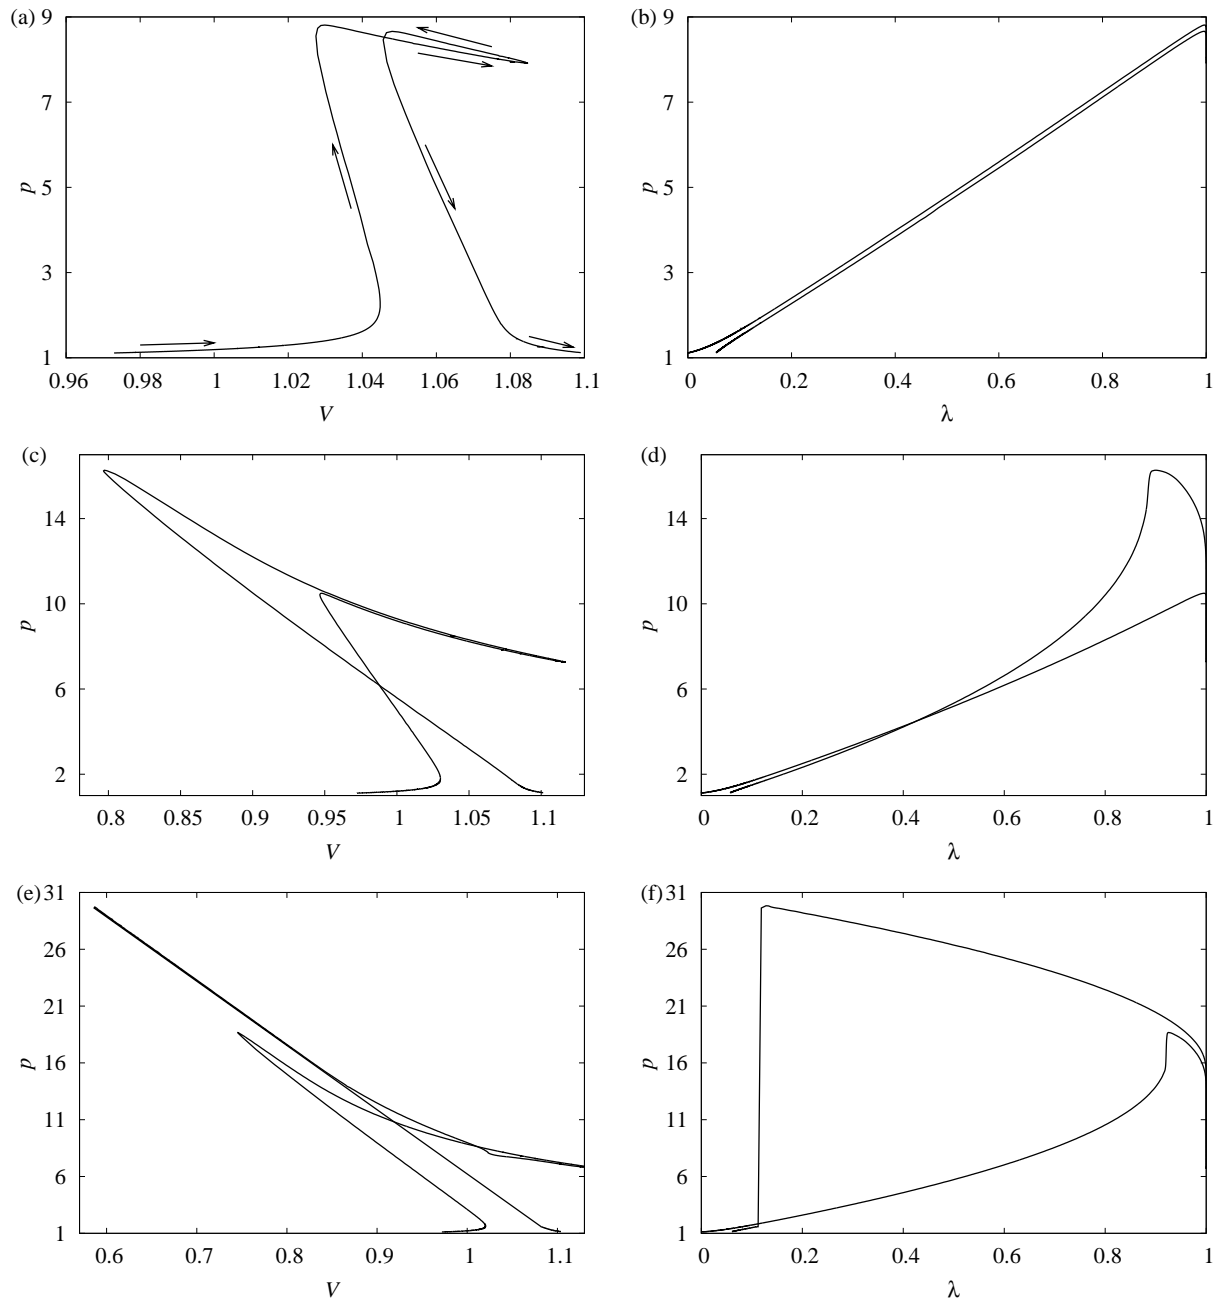 (a)
9
7
5
3
1
p
0.96 0.98 1 1.02 1.04 1.06 1.08 1.1
V
(b)
9
7
5
3
1
p
0 0.2 0.4 0.6 0.8 1
λ
(c)
14
10
6
2
p
0.8 0.85 0.9 0.95 1 1.05 1.1
V
(d)
14
10
6
2
p
0 0.2 0.4 0.6 0.8 1
λ
(e)
31
26
21
16
11
6
1
p
0.6 0.7 0.8 0.9 1 1.1
V
(f)
31
26
21
16
11
6
1
p
0 0.2 0.4 0.6 0.8 1
λ